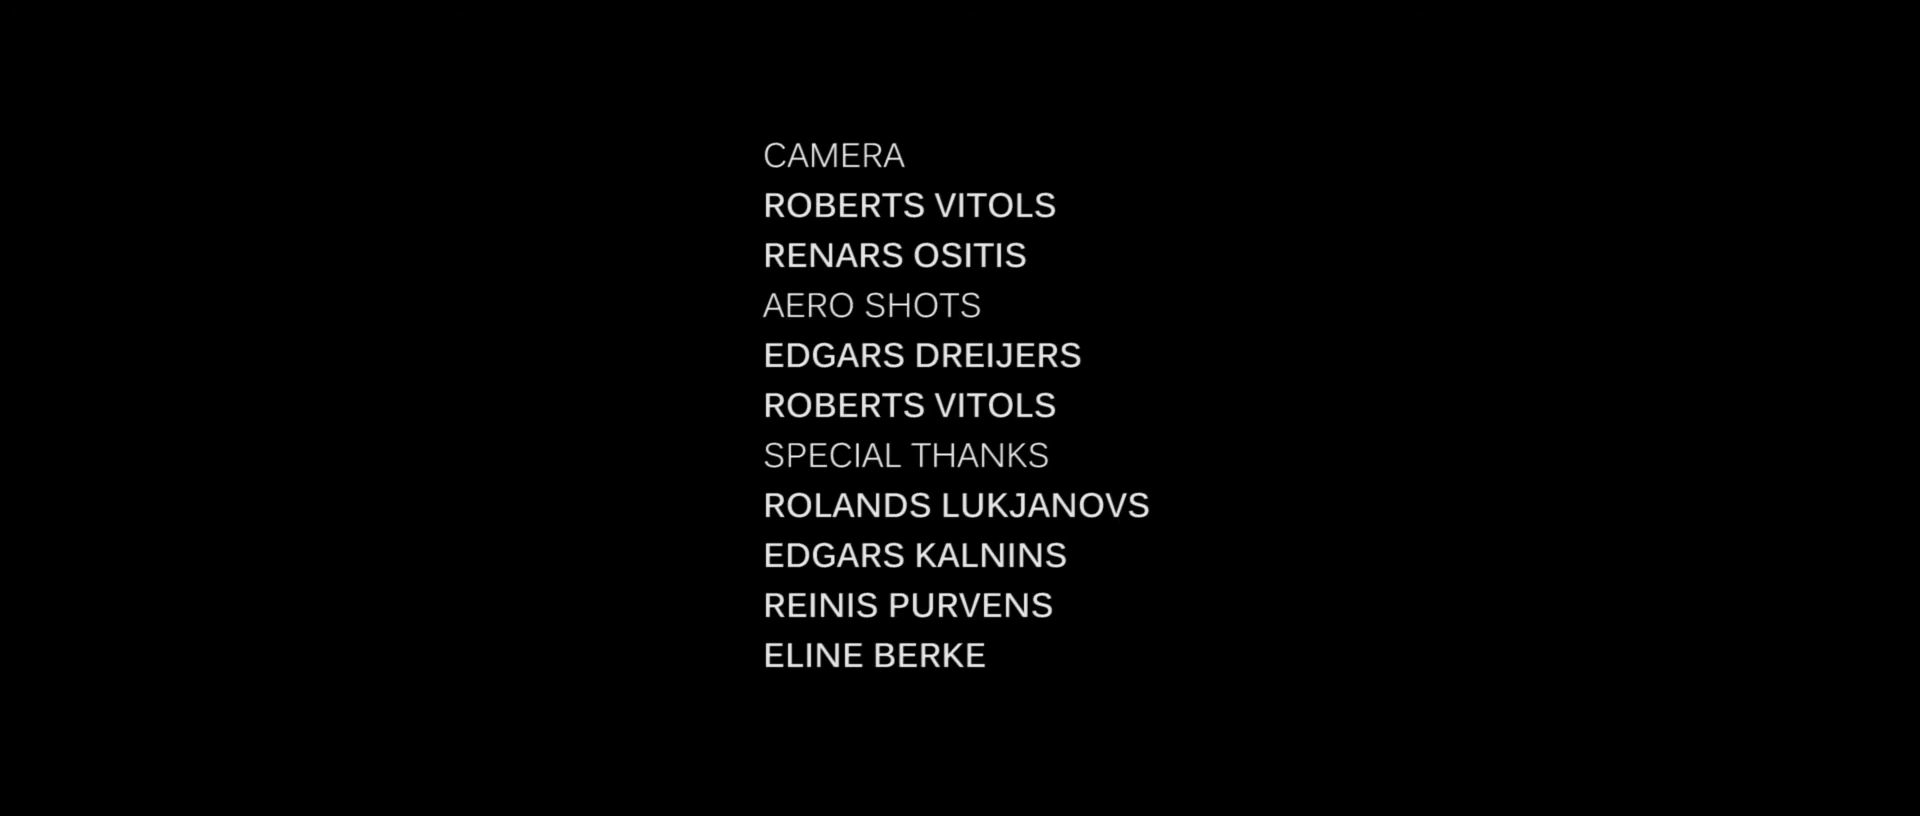 CAMERA
ROBERTS VITOLS
RENARS OSITIS
AERO SHOTS
EDGARS DREIJERS
ROBERTS VITOLS
SPECIAL THANKS
ROLANDS LUKJANOVS
EDGARS KALNINS
REINIS PURVENS
ELINE BERKE